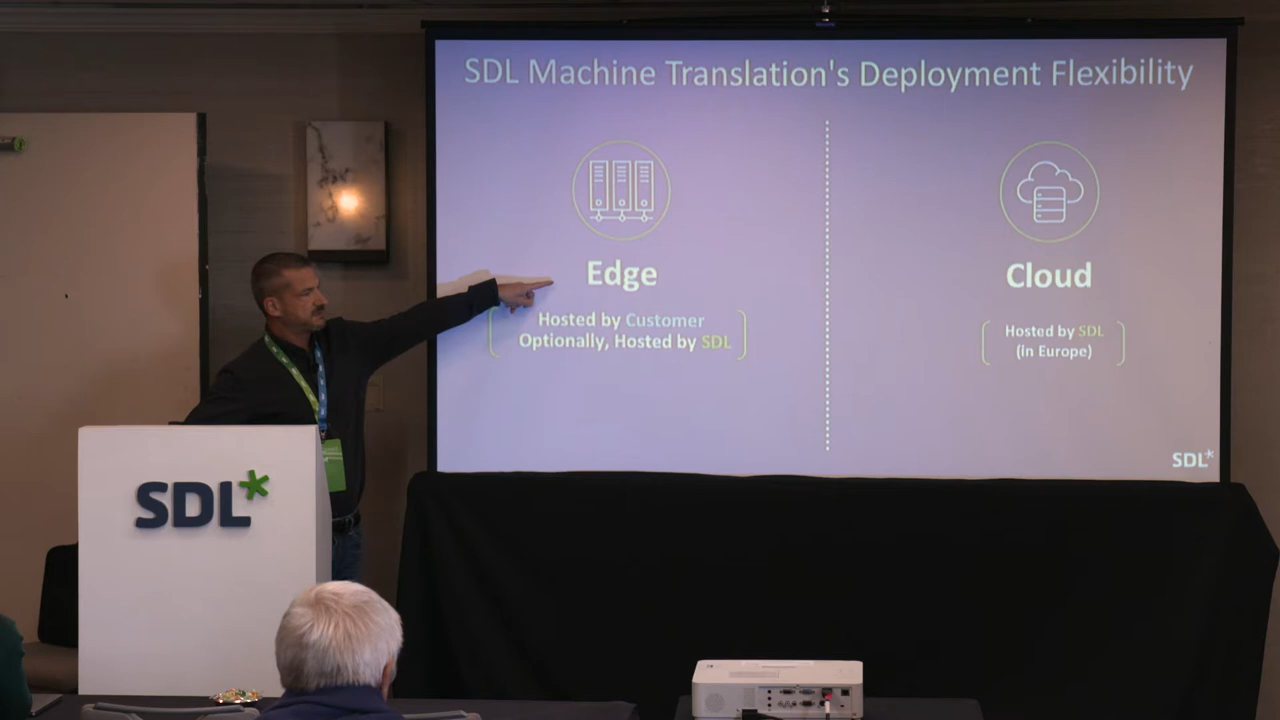 SDL Machine Translation's Deployment Flexibility
Edge
Hosted by Customer
Optionally, Hosted by SDL
Cloud
Hosted by SDL
(in Europe)
SDL*
SDL*